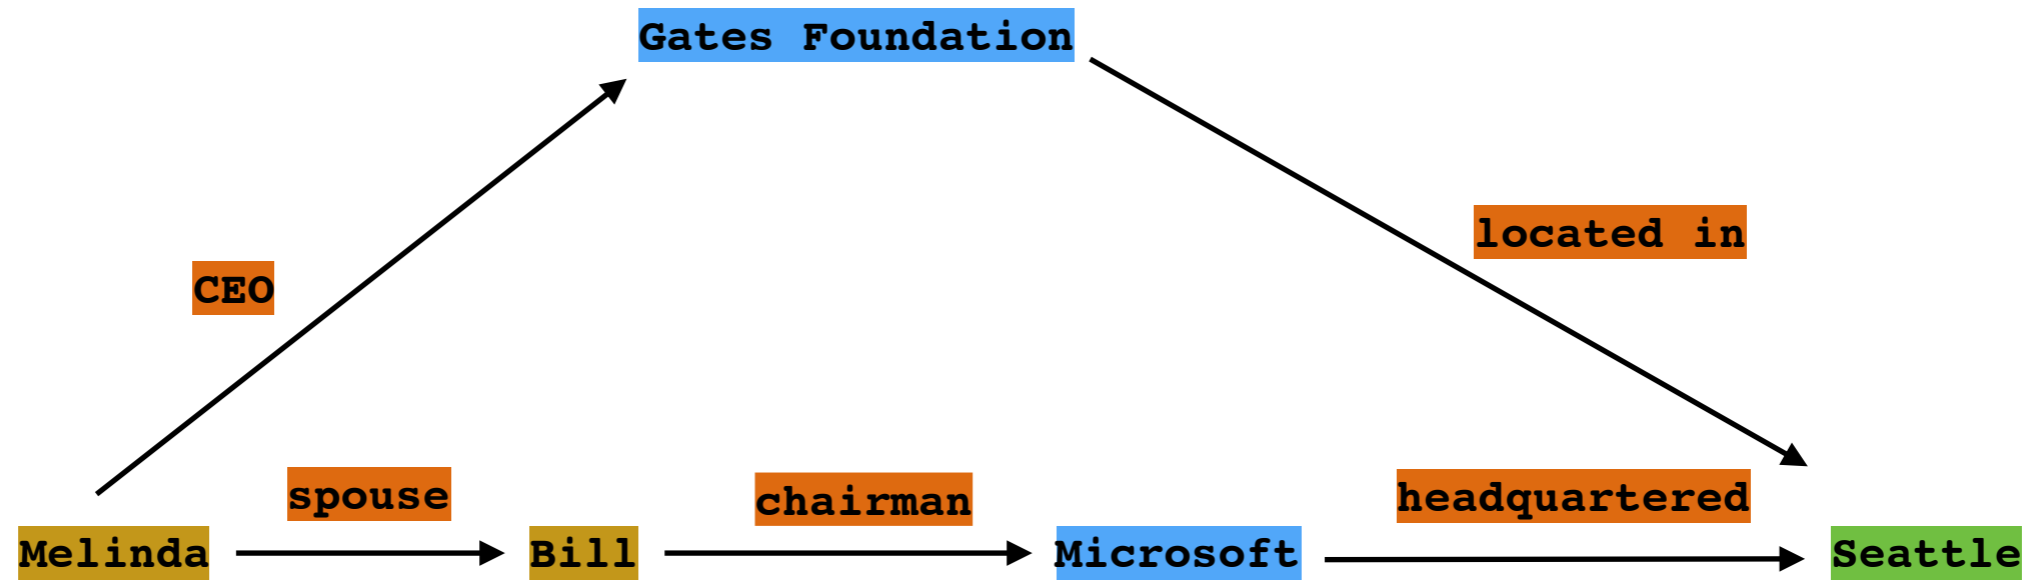 Gates Foundation
located in
CEO
spouse
chairman
headquartered
Melinda
Bill
Microsoft
Seattle